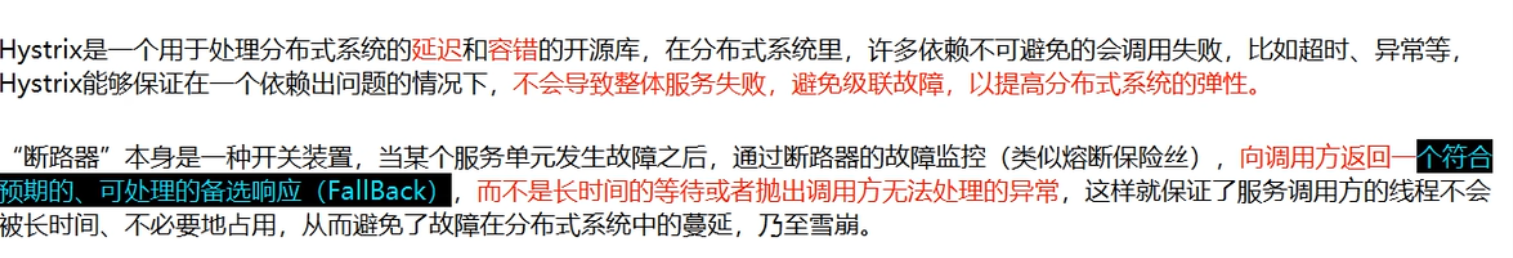 Hystrix是一个用于处理分布式系统的延迟和容错的开源库，在分布式系统里，许多依赖不可避免的会调用失败，比如超时、异常等，
Hystrix能够保证在一个依赖出问题的情况下，不会导致整体服务失败，避免级联故障，以提高分布式系统的弹性。
“断路器”本身是一种开关装置，当某个服务单元发生故障之后，通过断路器的故障监控（类似熔断保险丝），向调用方返回一个符合
预期的、可处理的备选响应（FallBack），而不是长时间的等待或者抛出调用方无法处理的异常，这样就保证了服务调用方的线程不会
被长时间、不必要地占用，从而避免了故障在分布式系统中的蔓延，乃至雪崩。